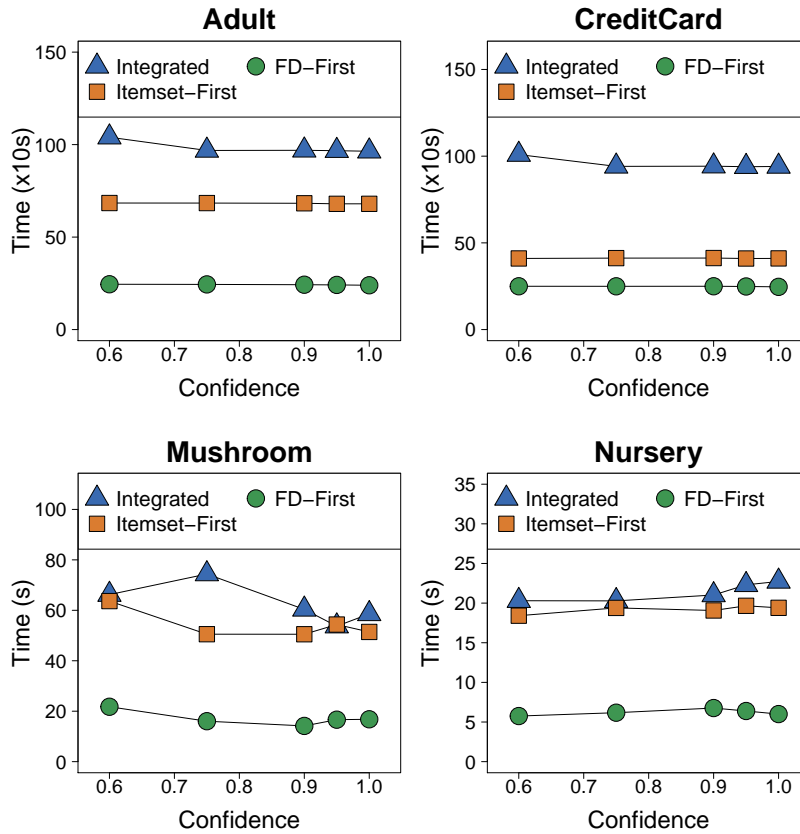 Adult
Integrated
FD−First
Itemset−First
Time (x10s)
150
100
50
0
0.6 0.7 0.8 0.9 1.0
Confidence
CreditCard
Integrated
FD−First
Itemset−First
Time (x10s)
150
100
50
0
0.6 0.7 0.8 0.9 1.0
Confidence
Mushroom
Integrated
FD−First
Itemset−First
Time (s)
100
80
60
40
20
0
0.6 0.7 0.8 0.9 1.0
Confidence
Nursery
Integrated
FD−First
Itemset−First
Time (s)
35
30
25
20
15
10
5
0
0.6 0.7 0.8 0.9 1.0
Confidence